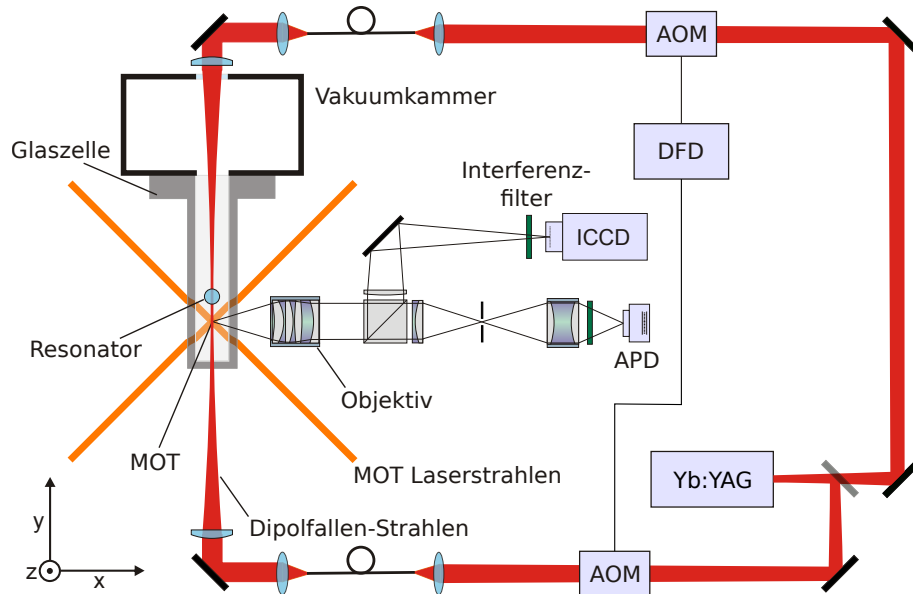 AOM
Vakuumkammer
Glaszelle
DFD
Interferenz-
filter
ICCD
Resonator
APD
Objektiv
MOT
MOT Laserstrahlen
Yb:YAG
y
Dipolfallen-Strahlen
z
x
AOM